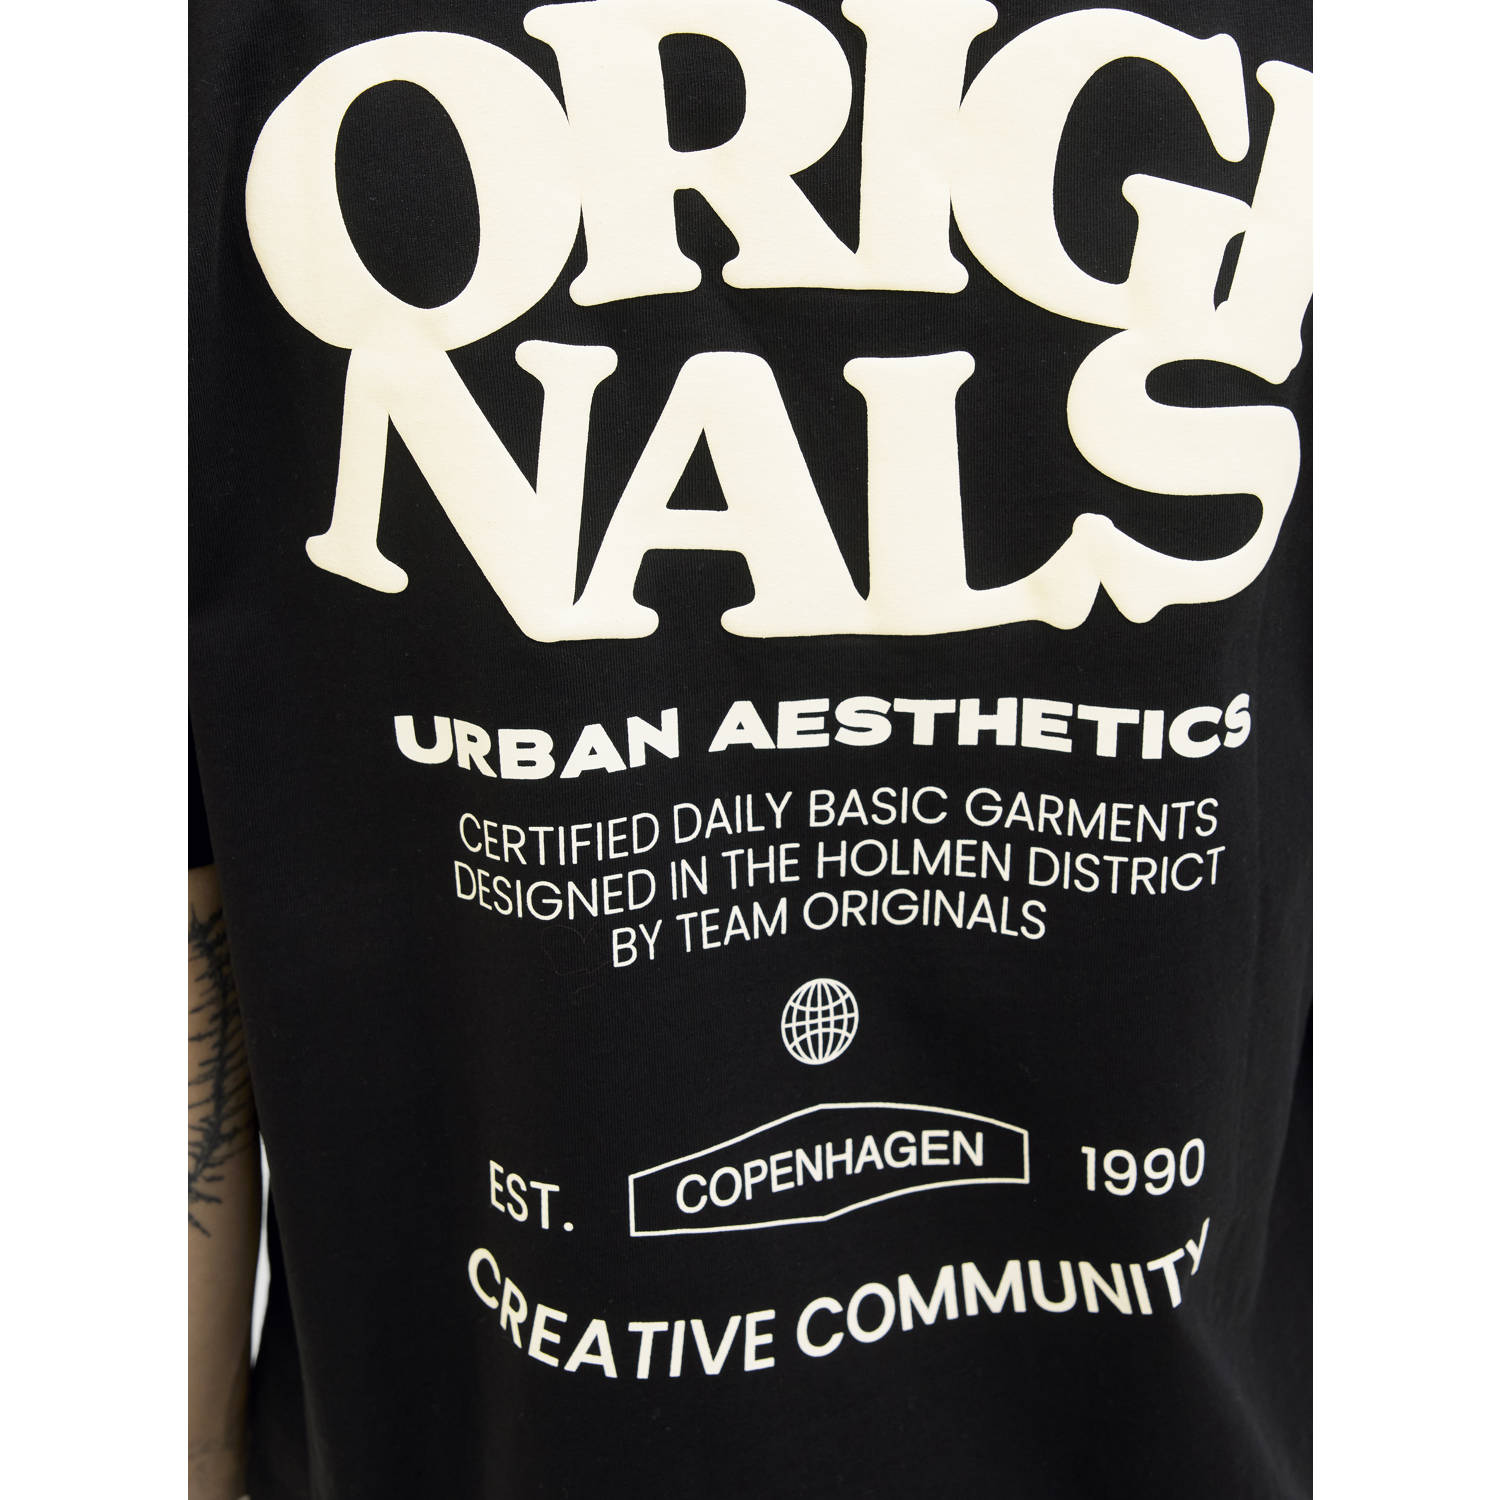 ORIGI
NALS
URBAN AESTHETICS
CERTIFIED DAILY BASIC GARMENTS
DESIGNED IN THE HOLMEN DISTRICT
BY TEAM ORIGINALS
EST. COPENHAGEN 1990
CREATIVE COMMUNITY